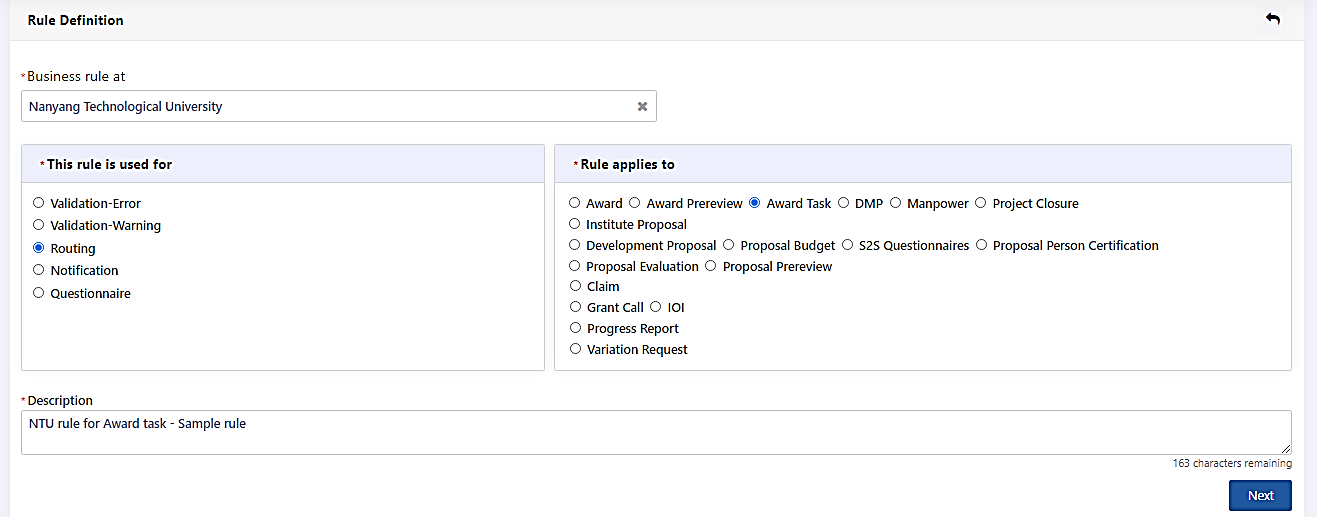 Rule Definition
*Business rule at
Nanyang Technological University
*This rule is used for
Validation-Error
Validation-Warning
Routing
Notification
Questionnaire
*Rule applies to
Award Award Prereview Award Task DMP Manpower Project Closure
Institute Proposal
Development Proposal Proposal Budget S2S Questionnaires Proposal Person Certification
Proposal Evaluation Proposal Prereview
Claim
Grant Call IOI
Progress Report
Variation Request
*Description
NTU rule for Award task - Sample rule
163 characters remaining
Next